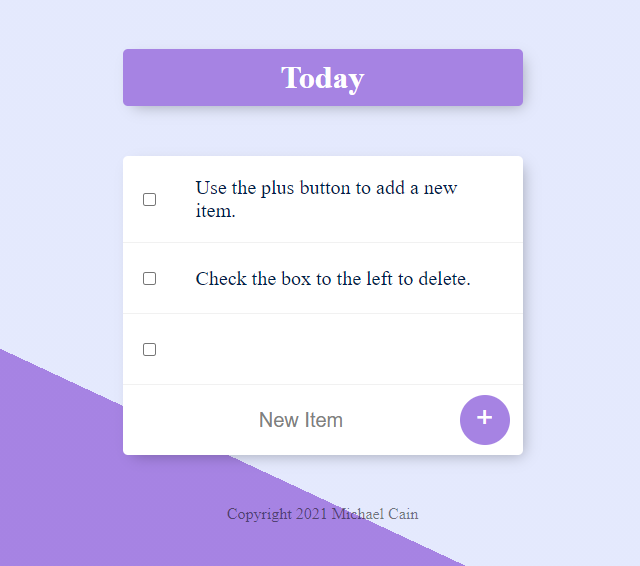 Today
Use the plus button to add a new
item.
Check the box to the left to delete.
New Item
+
Copyright 2021 Michael Cain